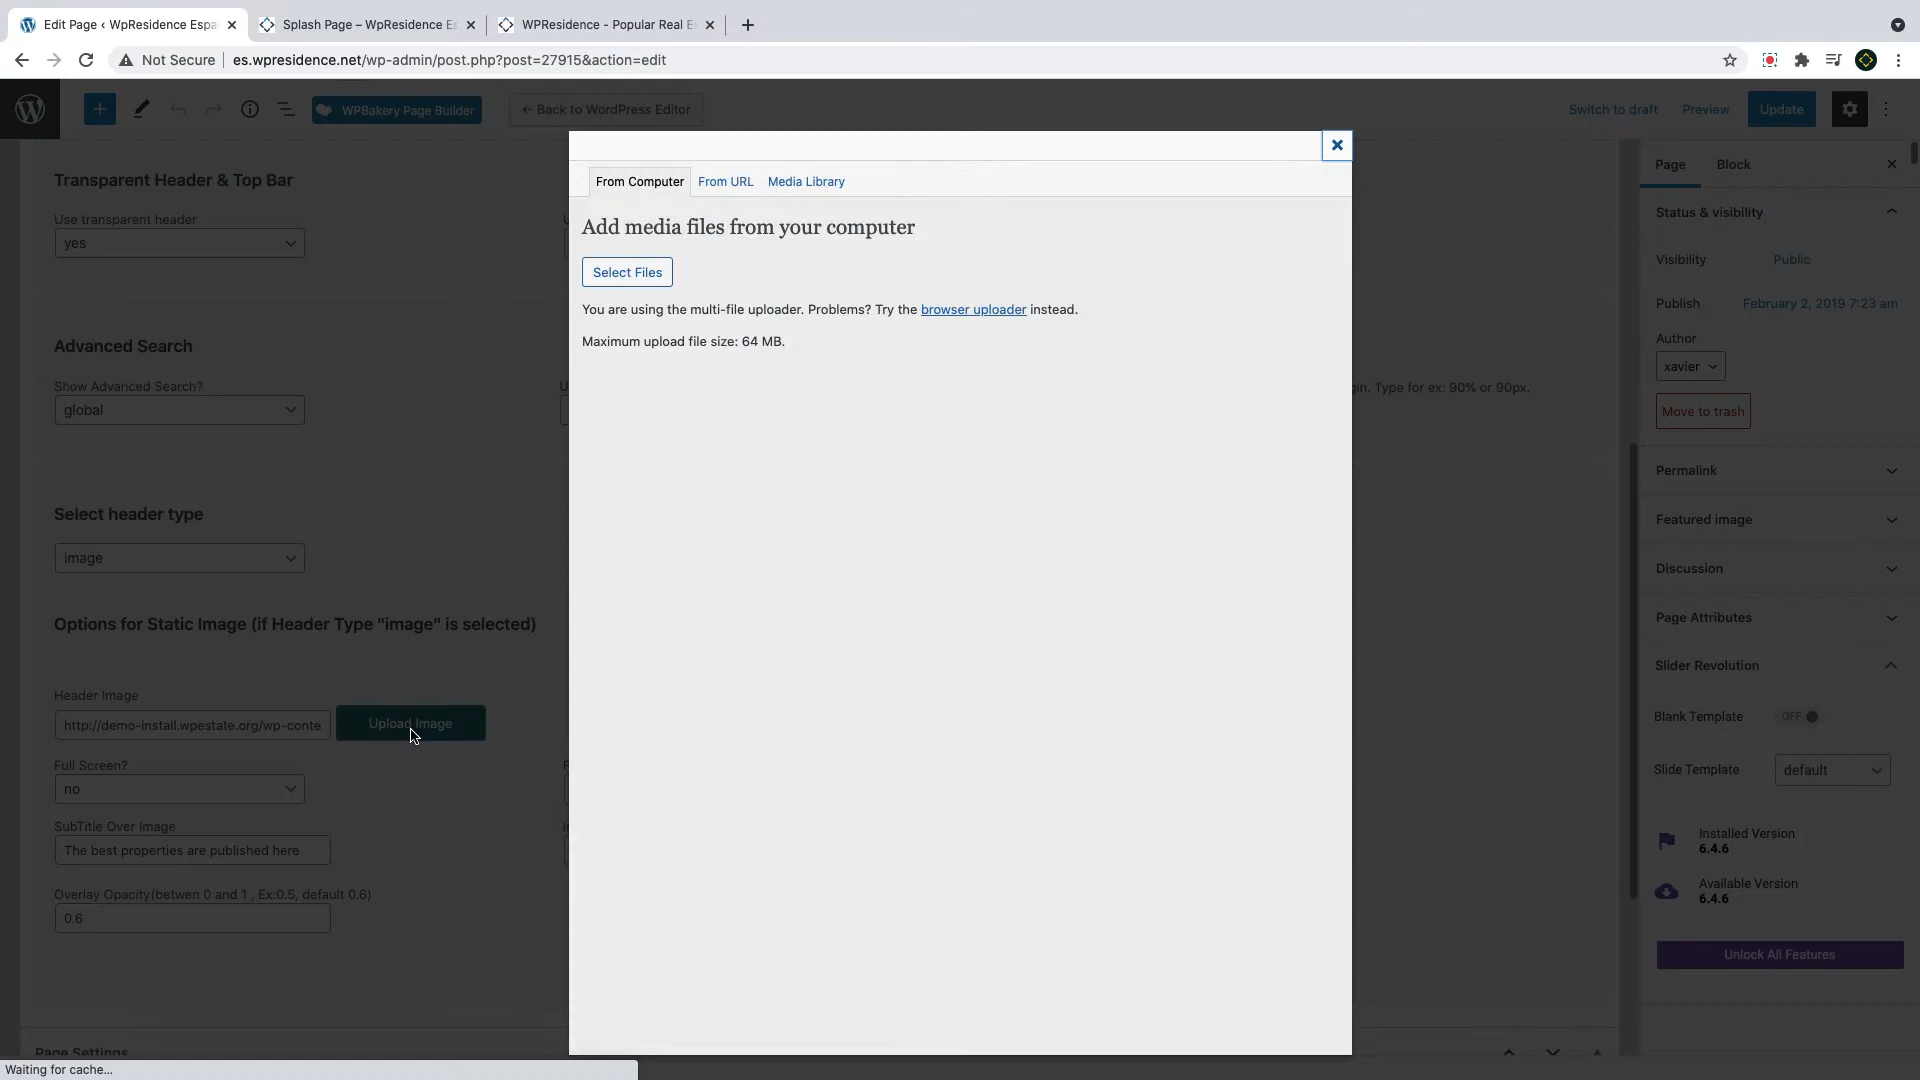 Edit Page ‹ WpResidence Espa
Splash Page – WpResidence Es
WPResidence - Popular Real Es
Not Secure
es.wpresidence.net/wp-admin/post.php?post=27915&action=edit
WPBakery Page Builder
← Back to WordPress Editor
Switch to draft
Preview
Update
Transparent Header & Top Bar
Use transparent header
yes
Advanced Search
Show Advanced Search?
global
gin. Type for ex: 90% or 90px.
Select header type
image
Options for Static Image (if Header Type "image" is selected)
Header Image
http://demo-install.wpestate.org/wp-conte
Upload Image
Full Screen?
no
SubTitle Over Image
The best properties are published here
Overlay Opacity(betwen 0 and 1 , Ex:0.5, default 0.6)
0.6
Page Settings
Waiting for cache...
From Computer
From URL
Media Library
Add media files from your computer
Select Files
You are using the multi-file uploader. Problems? Try the browser uploader instead.
Maximum upload file size: 64 MB.
Page
Block
Status & visibility
Visibility
Public
Publish
February 2, 2019 7:23 am
Author
xavier
Move to trash
Permalink
Featured image
Discussion
Page Attributes
Slider Revolution
Blank Template
OFF
Slide Template
default
Installed Version
6.4.6
Available Version
6.4.6
Unlock All Features